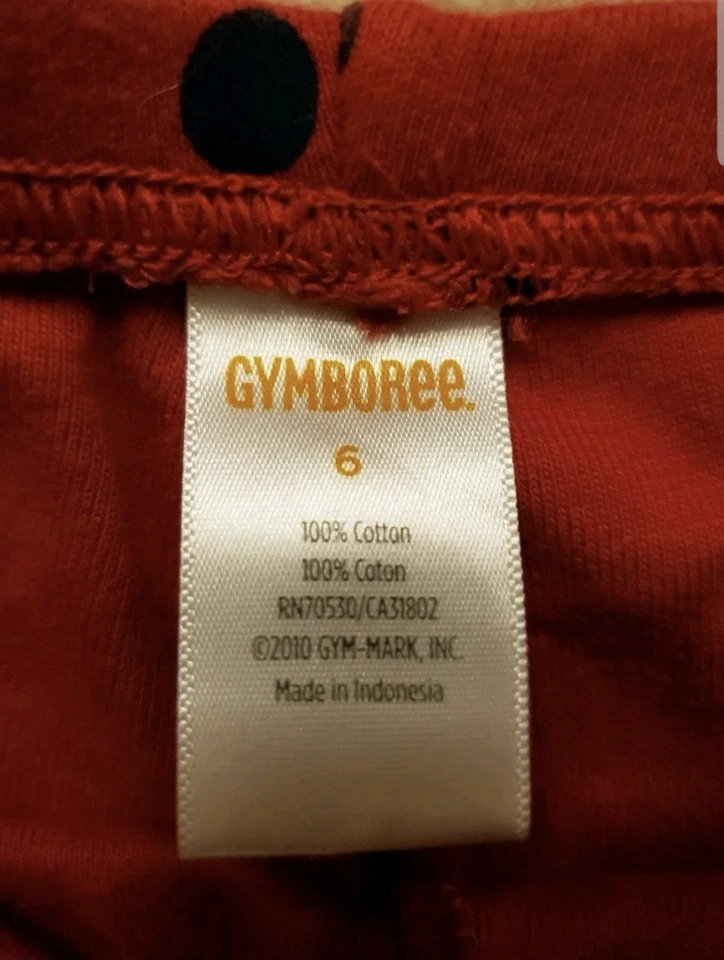 GYMBOREE.
6
100% Cotton
100% Coton
RN70530/CA31802
©2010 GYM-MARK, INC.
Made in Indonesia